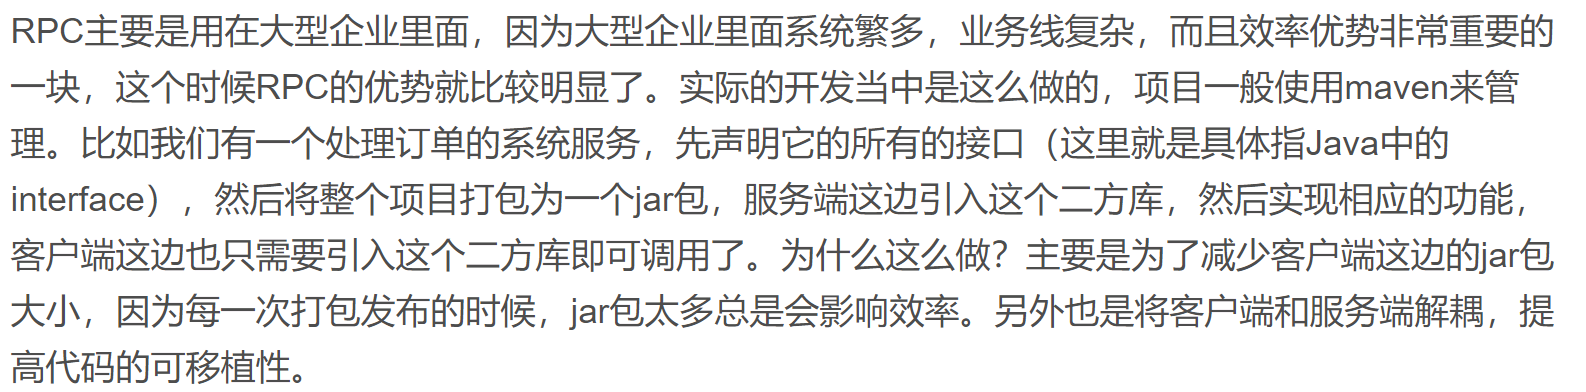 RPC主要是用在大型企业里面，因为大型企业里面系统繁多，业务线复杂，而且效率优势非常重要的
一块，这个时候RPC的优势就比较明显了。实际的开发当中是这么做的，项目一般使用maven来管
理。比如我们有一个处理订单的系统服务，先声明它的所有的接口（这里就是具体指Java中的
interface），然后将整个项目打包为一个jar包，服务端这边引入这个二方库，然后实现相应的功能，
客户端这边也只需要引入这个二方库即可调用了。为什么这么做？主要是为了减少客户端这边的jar包
大小，因为每一次打包发布的时候，jar包太多总是会影响效率。另外也是将客户端和服务端解耦，提
高代码的可移植性。